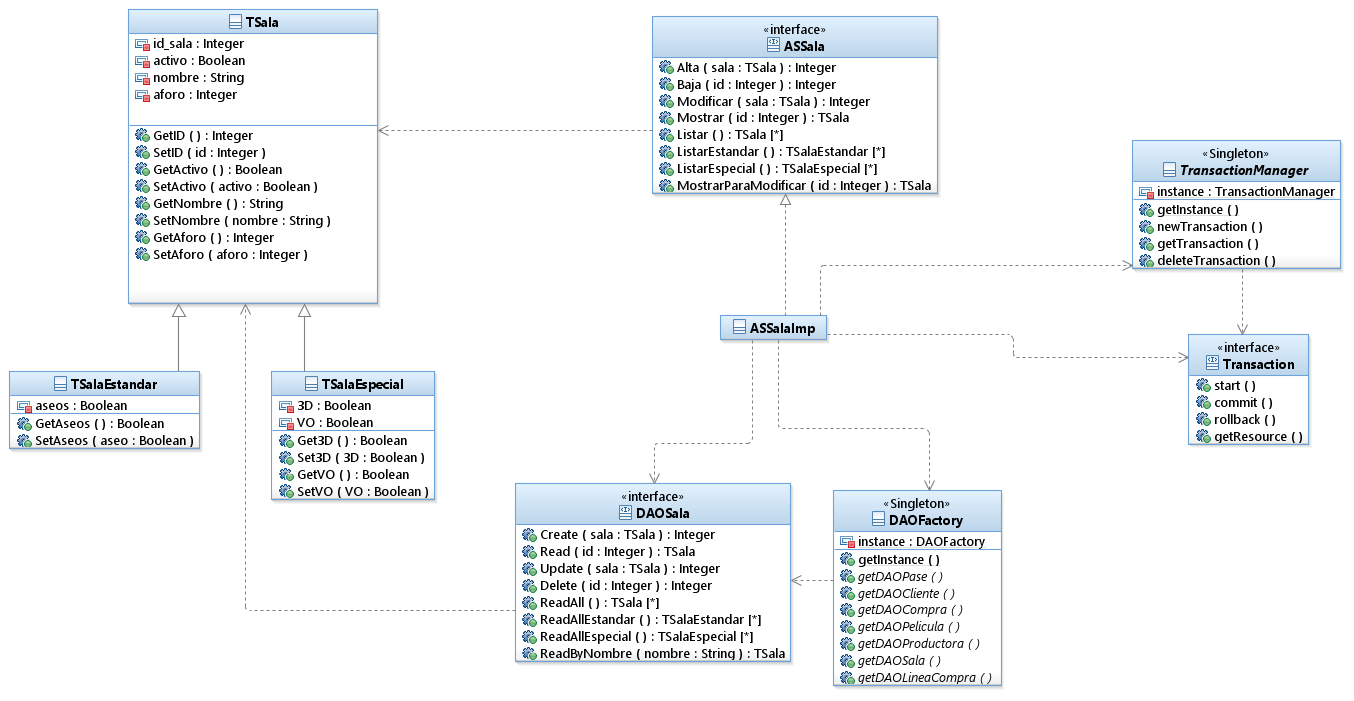 TSala
id_sala : Integer
activo : Boolean
nombre : String
aforo : Integer
GetID ( ) : Integer
SetID ( id : Integer )
GetActivo ( ) : Boolean
SetActivo ( activo : Boolean )
GetNombre ( ) : String
SetNombre ( nombre : String )
GetAforo ( ) : Integer
SetAforo ( aforo : Integer )
«interface»
ASSala
Alta ( sala : TSala ) : Integer
Baja ( id : Integer ) : Integer
Modificar ( sala : TSala ) : Integer
Mostrar ( id : Integer ) : TSala
Listar ( ) : TSala [*]
ListarEstandar ( ) : TSalaEstandar [*]
ListarEspecial ( ) : TSalaEspecial [*]
MostrarParaModificar ( id : Integer ) : TSala
«Singleton»
TransactionManager
instance : TransactionManager
getInstance ( )
newTransaction ( )
getTransaction ( )
deleteTransaction ( )
ASSalaImp
«interface»
Transaction
start ( )
commit ( )
rollback ( )
getResource ( )
TSalaEstandar
aseos : Boolean
GetAseos ( ) : Boolean
SetAseos ( aseo : Boolean )
TSalaEspecial
3D : Boolean
VO : Boolean
Get3D ( ) : Boolean
Set3D ( 3D : Boolean )
GetVO ( ) : Boolean
SetVO ( VO : Boolean )
«interface»
DAOSala
Create ( sala : TSala ) : Integer
Read ( id : Integer ) : TSala
Update ( sala : TSala ) : Integer
Delete ( id : Integer ) : Integer
ReadAll ( ) : TSala [*]
ReadAllEstandar ( ) : TSalaEstandar [*]
ReadAllEspecial ( ) : TSalaEspecial [*]
ReadByNombre ( nombre : String ) : TSala
«Singleton»
DAOFactory
instance : DAOFactory
getInstance ( )
getDAOPase ( )
getDAOCliente ( )
getDAOCompra ( )
getDAOPelicula ( )
getDAOProductora ( )
getDAOSala ( )
getDAOLineaCompra ( )